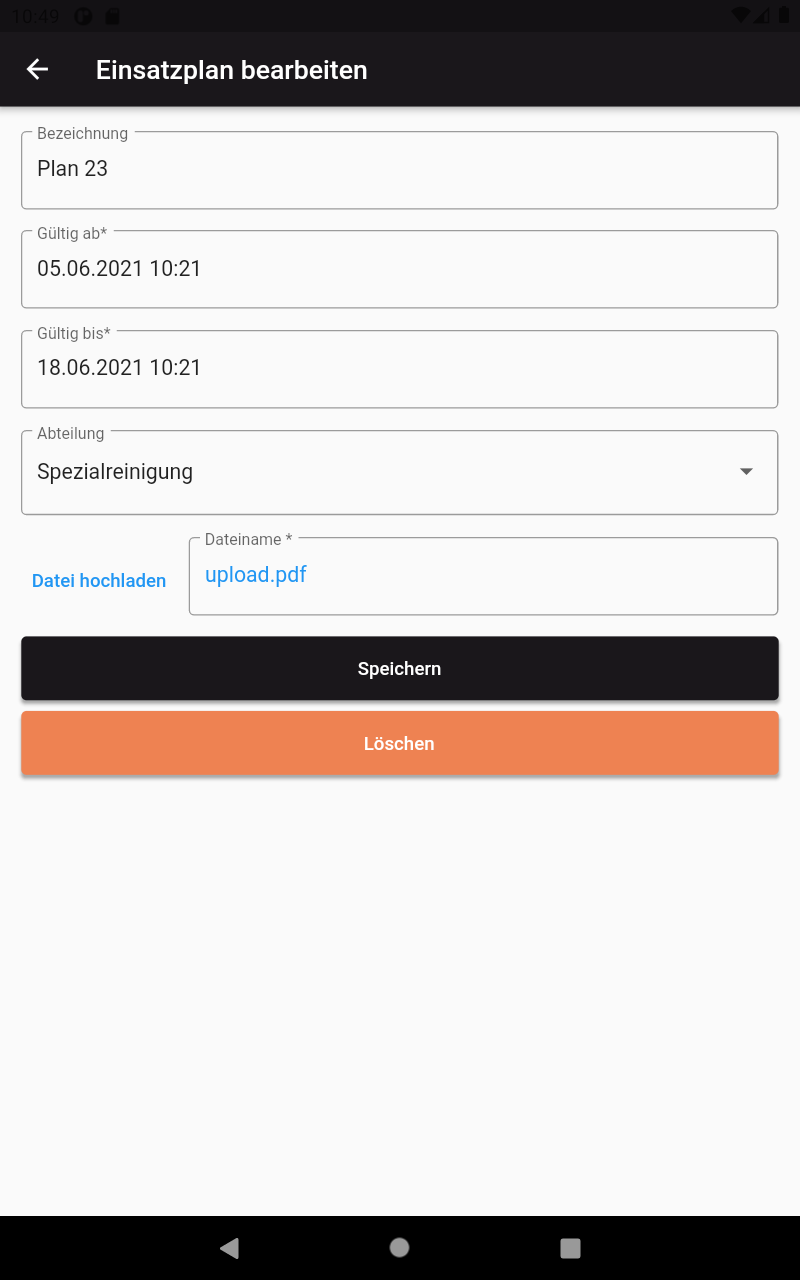 10:49
Einsatzplan bearbeiten
Bezeichnung
Plan 23
Gültig ab*
05.06.2021 10:21
Gültig bis*
18.06.2021 10:21
Abteilung
Spezialreinigung
Dateiname *
Datei hochladen
upload.pdf
Speichern
Löschen